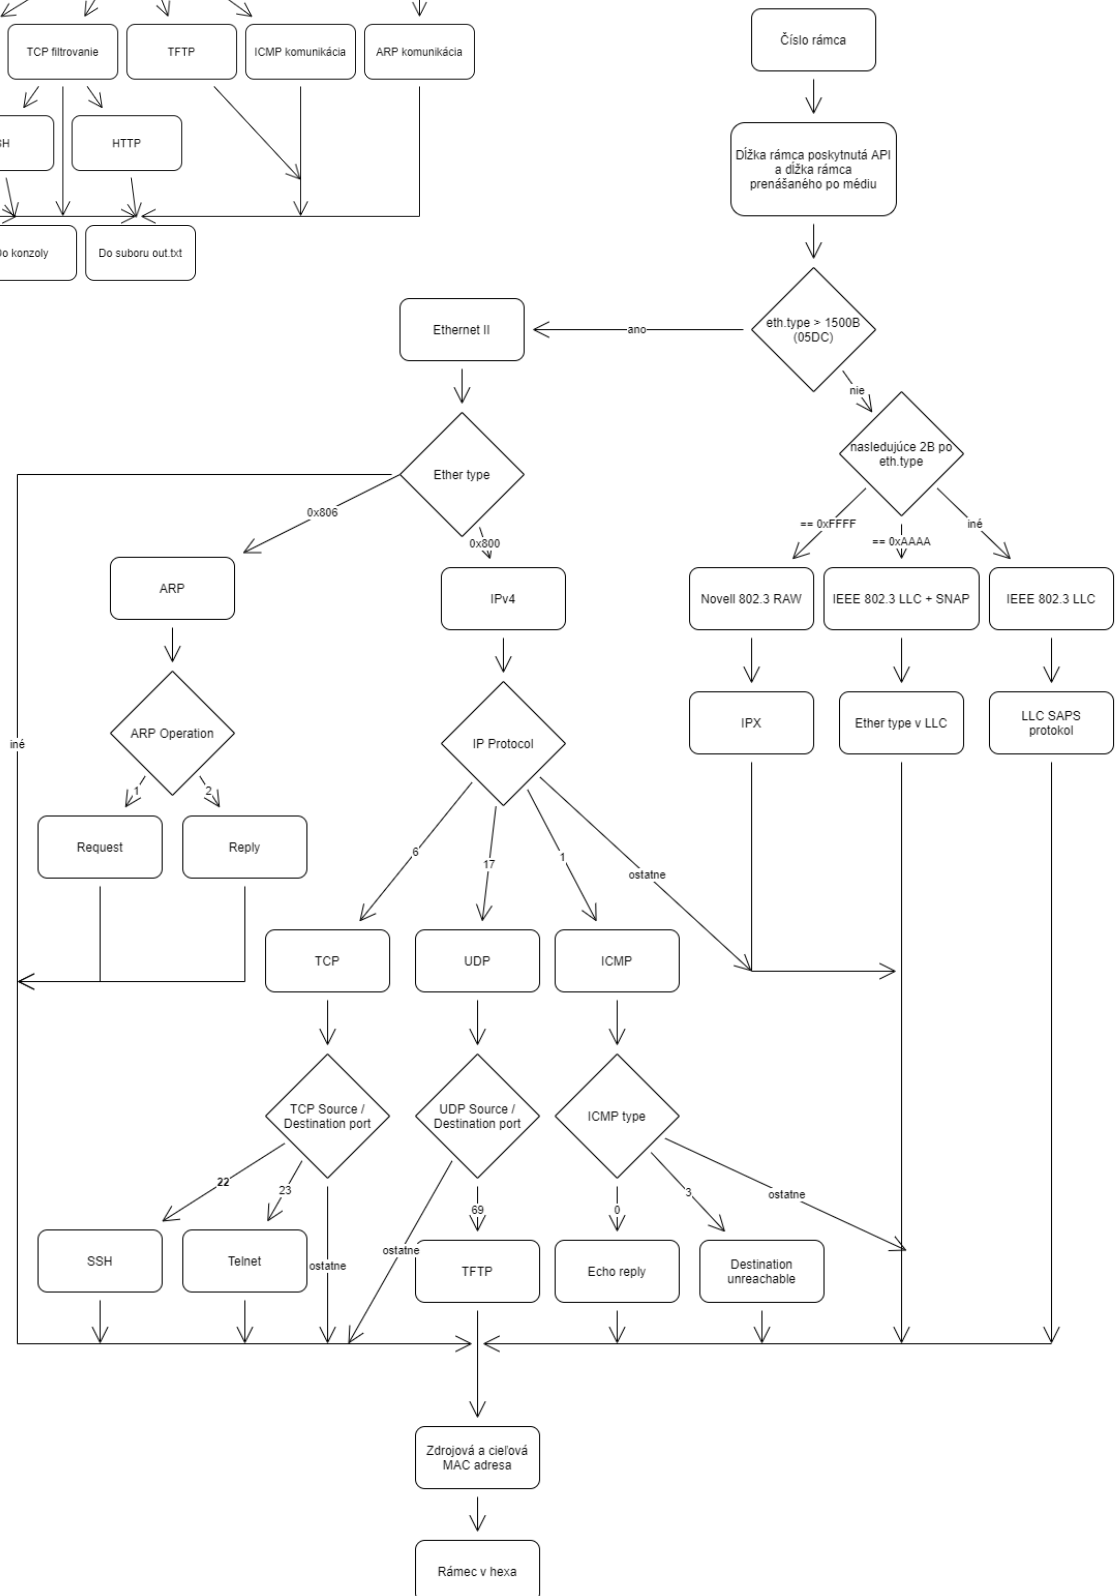 TCP filtrovanie
TFTP
ICMP komunikácia
ARP komunikácia
HTTP
Do suboru out.txt
Číslo rámca
Dĺžka rámca poskytnutá API
a dĺžka rámca
prenášaného po médiu
eth.type > 1500B
(05DC)
ano
nie
Ethernet II
nasledujúce 2B po
eth.type
Ether type
0x806
0x800
== 0xFFFF
== 0xAAAA
iné
ARP
IPv4
Novell 802.3 RAW
IEEE 802.3 LLC + SNAP
IEEE 802.3 LLC
IPX
Ether type v LLC
LLC SAPS
protokol
ARP Operation
IP Protocol
iné
1
2
Request
Reply
6
17
1
ostatne
TCP
UDP
ICMP
TCP Source /
Destination port
UDP Source /
Destination port
ICMP type
22
23
ostatne
ostatne
69
0
3
ostatne
SSH
Telnet
TFTP
Echo reply
Destination
unreachable
Zdrojová a cieľová
MAC adresa
Rámec v hexa